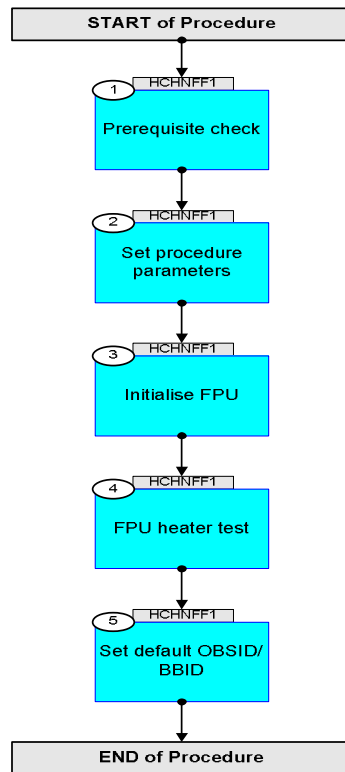 START of Procedure
HCHNFF1
1
Prerequisite check
HCHNFF1
2
Set procedure
parameters
HCHNFF1
3
Initialise FPU
HCHNFF1
4
FPU heater test
HCHNFF1
5
Set default OBSID/
BBID
END of Procedure